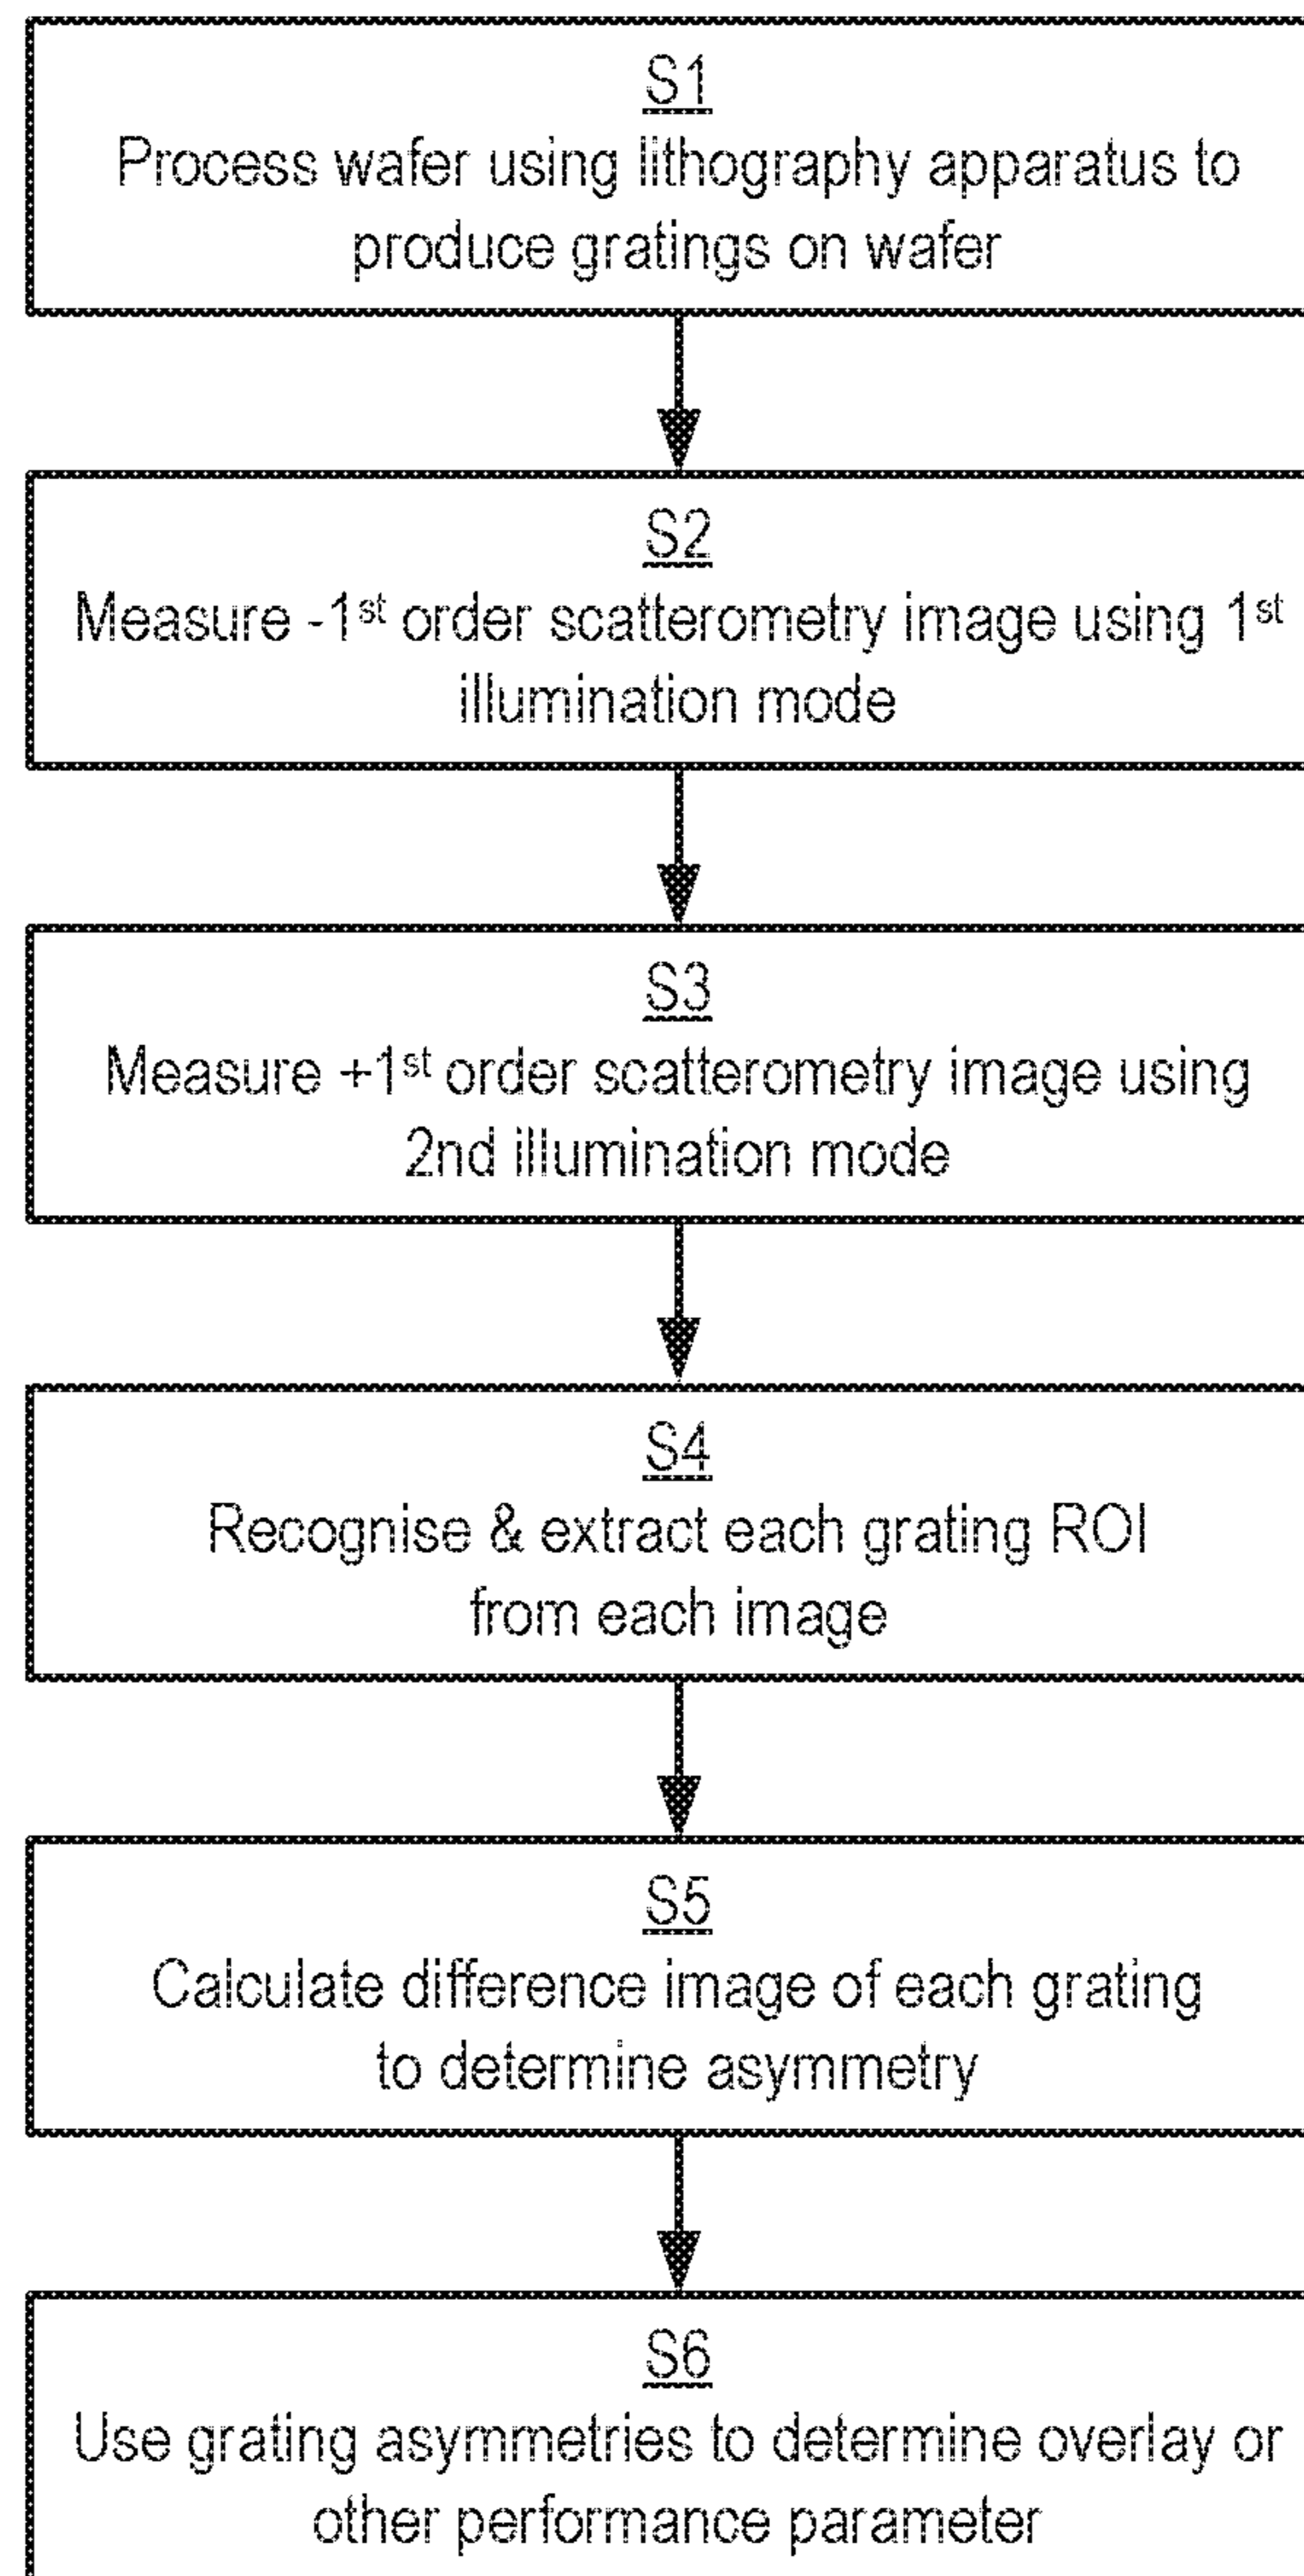 S1
Process wafer using lithography apparatus to
produce gratings on wafer
S2
Measure -1st order scatterometry image using 1st
illumination mode
S3
Measure +1st order scatterometry image using
2nd illumination mode
S4
Recognise & extract each grating ROI
from each image
S5
Calculate difference image of each grating
to determine asymmetry
S6
Use grating asymmetries to determine overlay or
other performance parameter